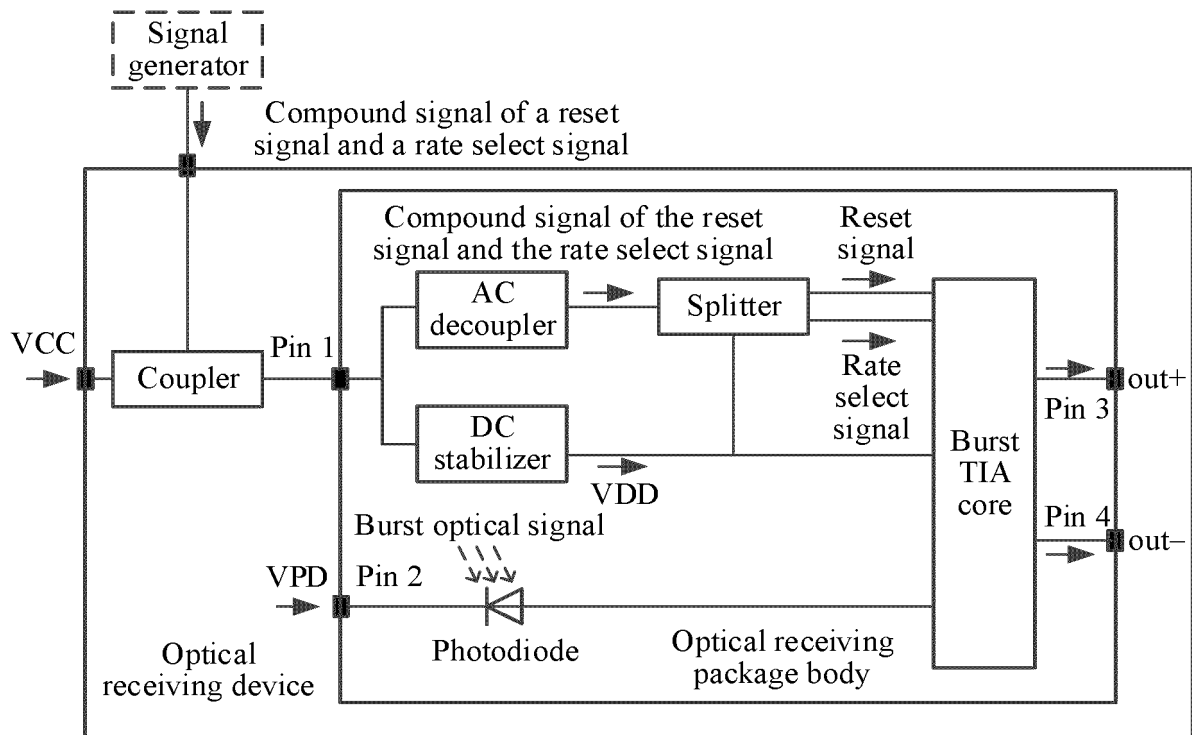 Signal
generator
Compound signal of a reset
signal and a rate select signal
Compound signal of the reset
signal and the rate select signal
Reset
signal
AC
decoupler
Splitter
VCC
Coupler
Pin 1
Rate
select
signal
out+
Pin 3
DC
stabilizer
VDD
Burst
TIA
core
Pin 4
out–
Burst optical signal
VPD
Pin 2
Photodiode
Optical receiving
package body
Optical
receiving device